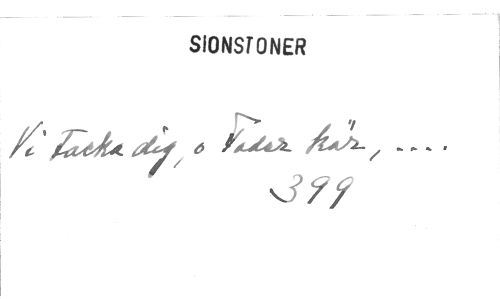 SIONSTONER
Vi tacka dig, o Fader kär, ....
399